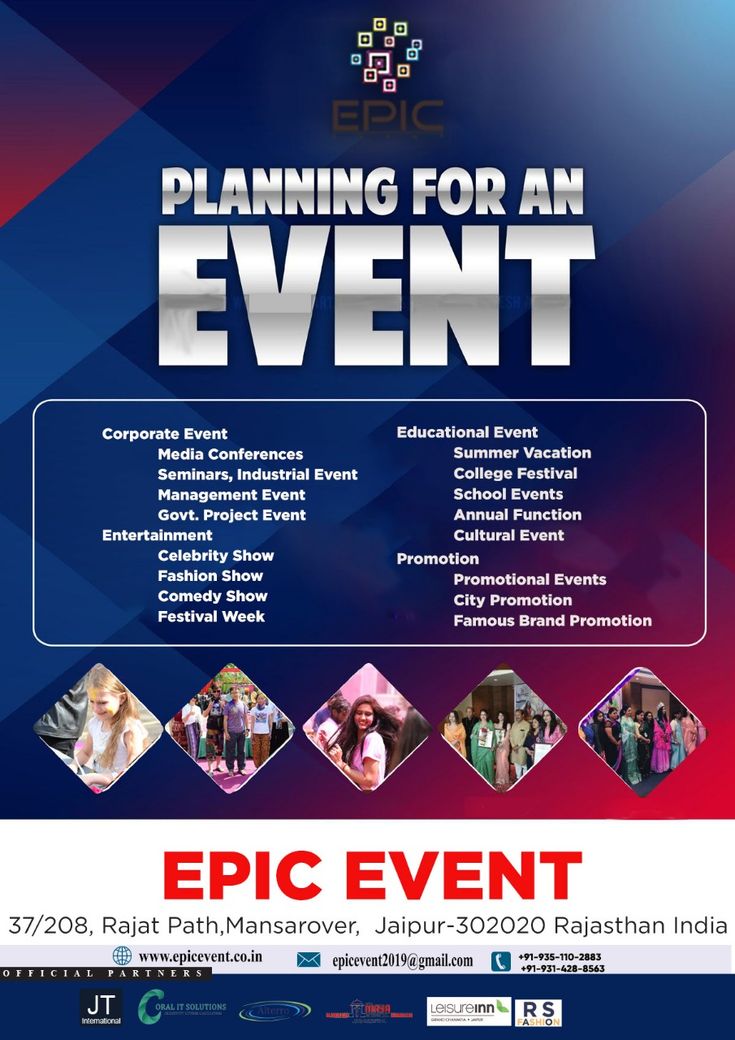 EPIC
PLANNING FOR AN
EVENT
Corporate Event
Media Conferences
Seminars, Industrial Event
Management Event
Govt. Project Event
Entertainment
Celebrity Show
Fashion Show
Comedy Show
Festival Week
Educational Event
Summer Vacation
College Festival
School Events
Annual Function
Cultural Event
Promotion
Promotional Events
City Promotion
Famous Brand Promotion
EPIC EVENT
37/208, Rajat Path,Mansarover, Jaipur-302020 Rajasthan India
www.epicevent.co.in
epicevent2019@gmail.com
+91-935-110-2883
+91-931-428-8563
OFFICIAL PARTNERS
JT
International
ORAL IT SOLUTIONS
Alterro
MAYA
Leisureinn
RS
FASHION